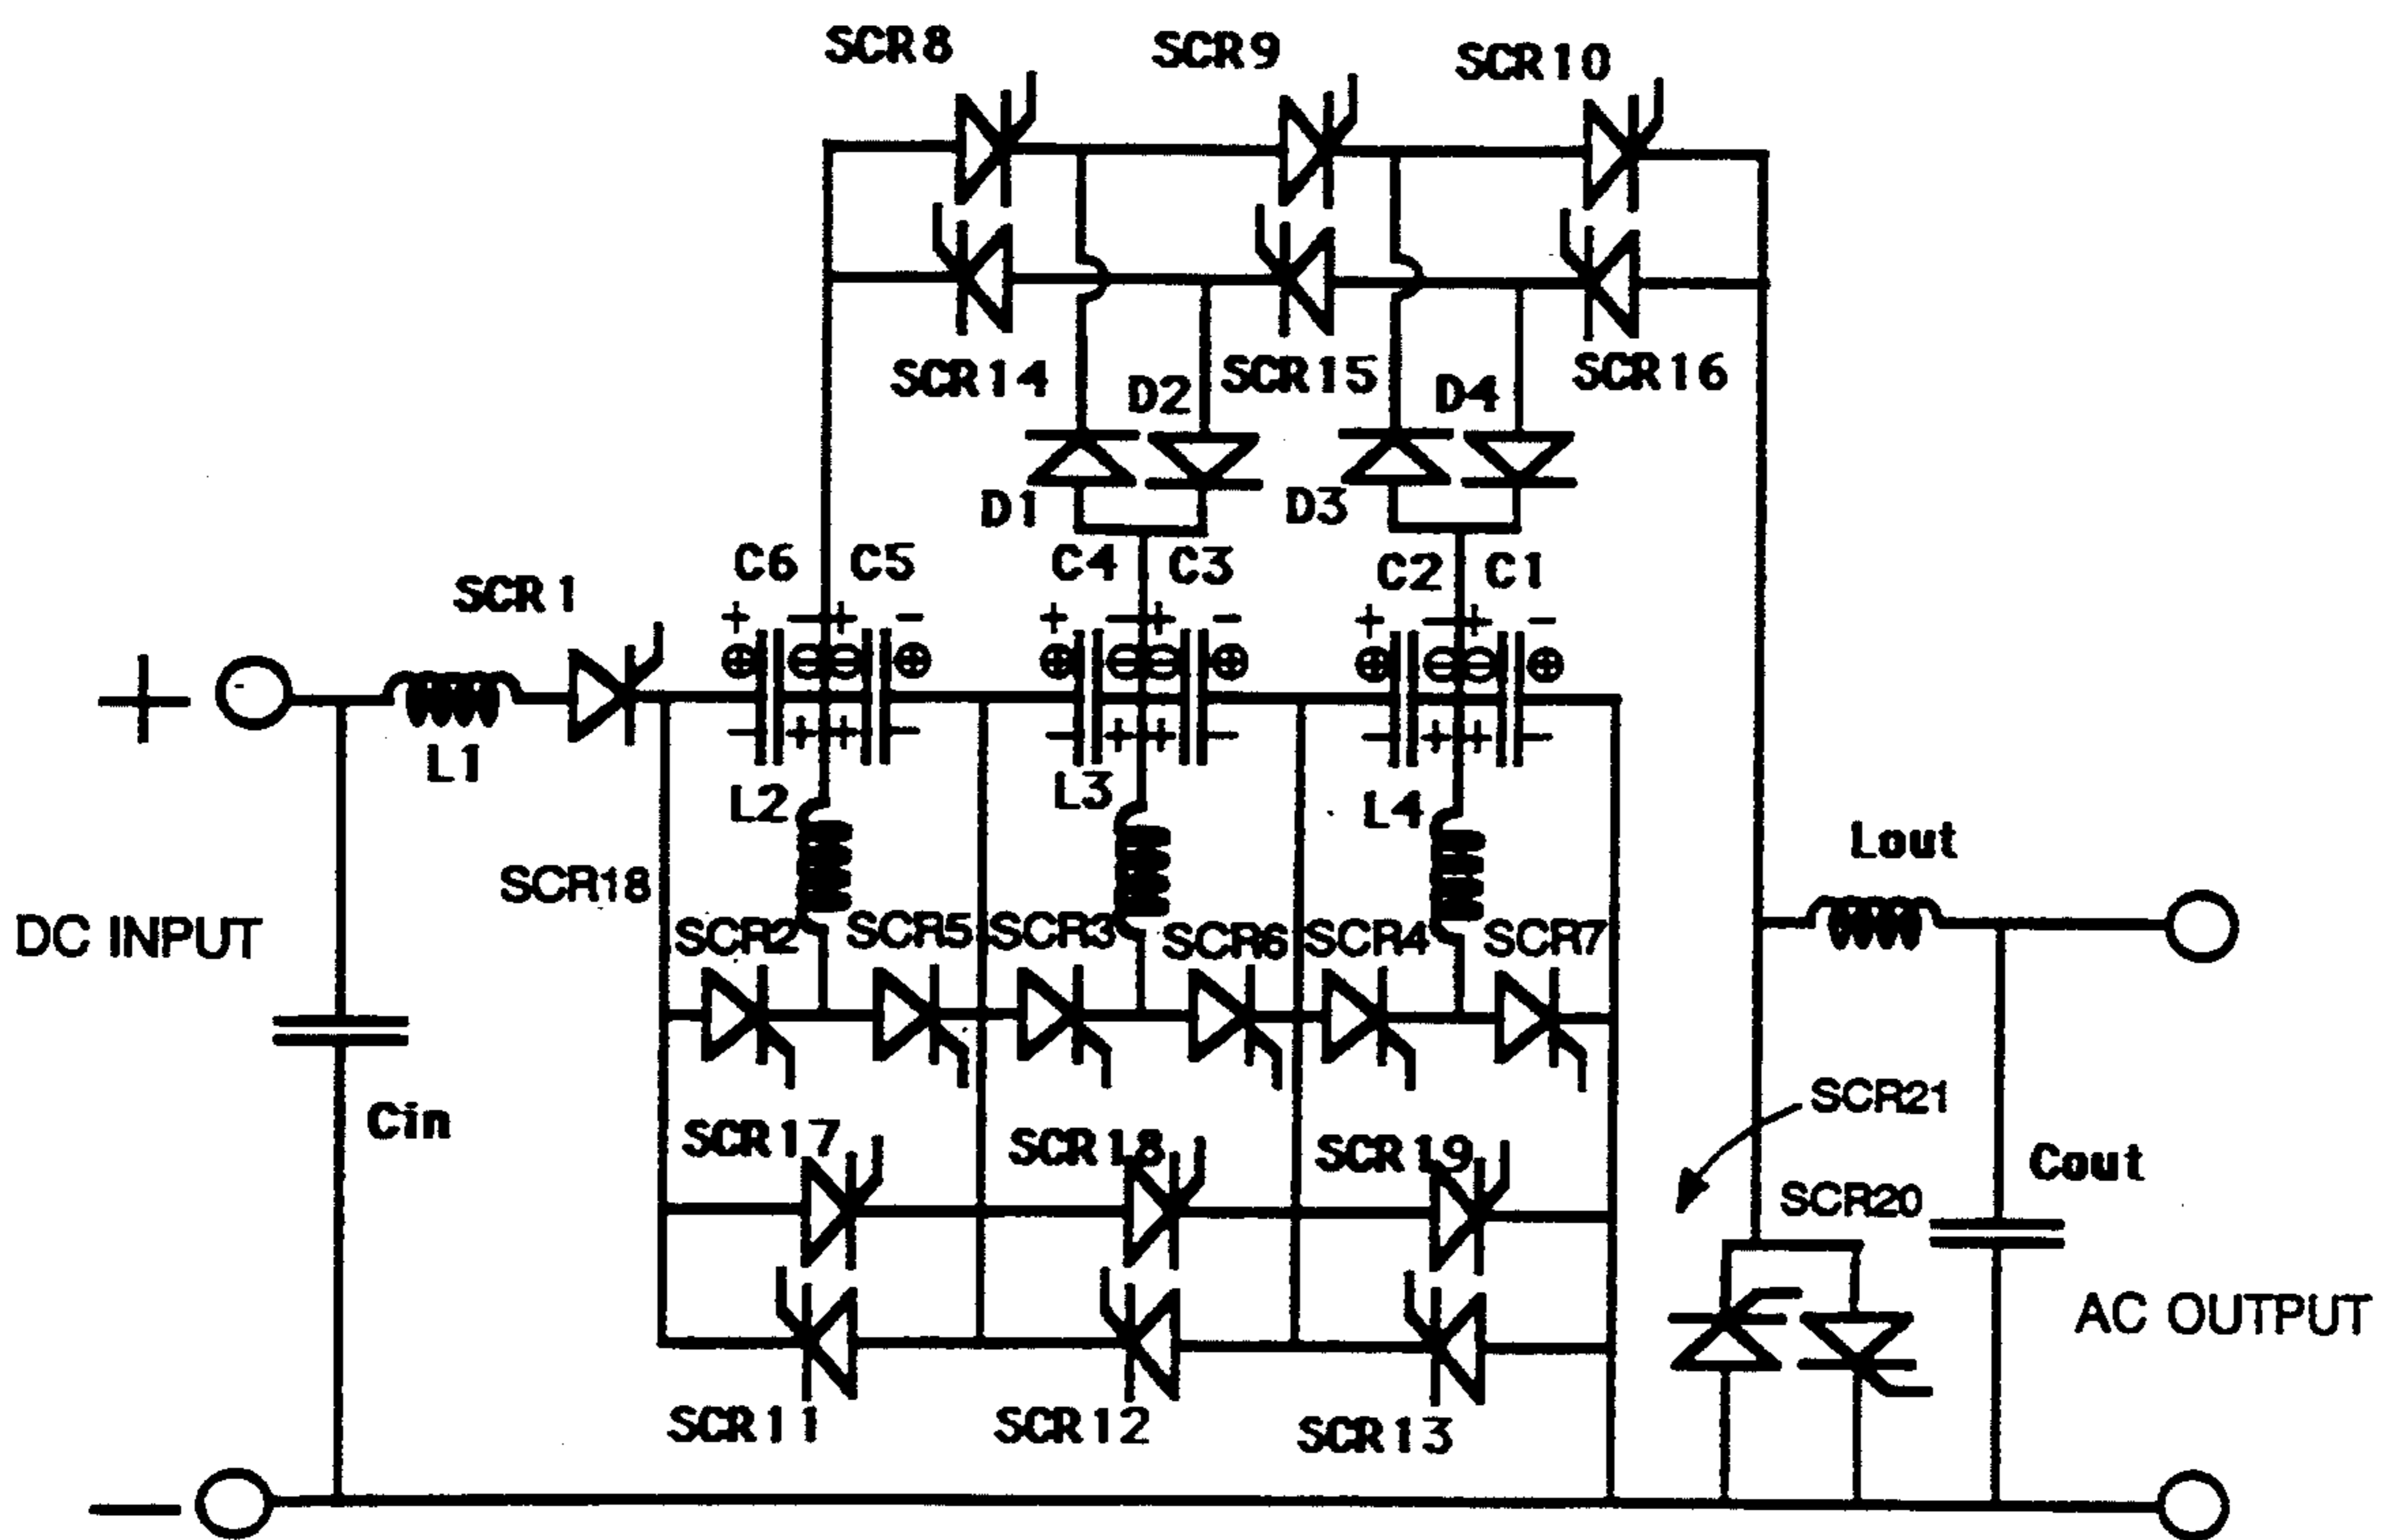 SCR8 SCR9 SCR10
SCR14 D2 SCR15 D4 SCR16
D1 D3
C6 C5 C4 C3 C2 C1
SCR1
+ −+ − + −+ − + −+ −
⊕ ⊖⊖ ⊕ ⊕ ⊖⊖ ⊕ ⊕ ⊖⊖ ⊕
+ -
− ++ − − ++ − − ++ −
L1 L2 L3 L4
Lout
SCR18
DC INPUT
SCR2 SCR5 SCR3 SCR6 SCR4 SCR7
SCR21
Cin
SCR17 SCR18 SCR19
Cout
SCR20
AC OUTPUT
SCR11 SCR12 SCR13
−